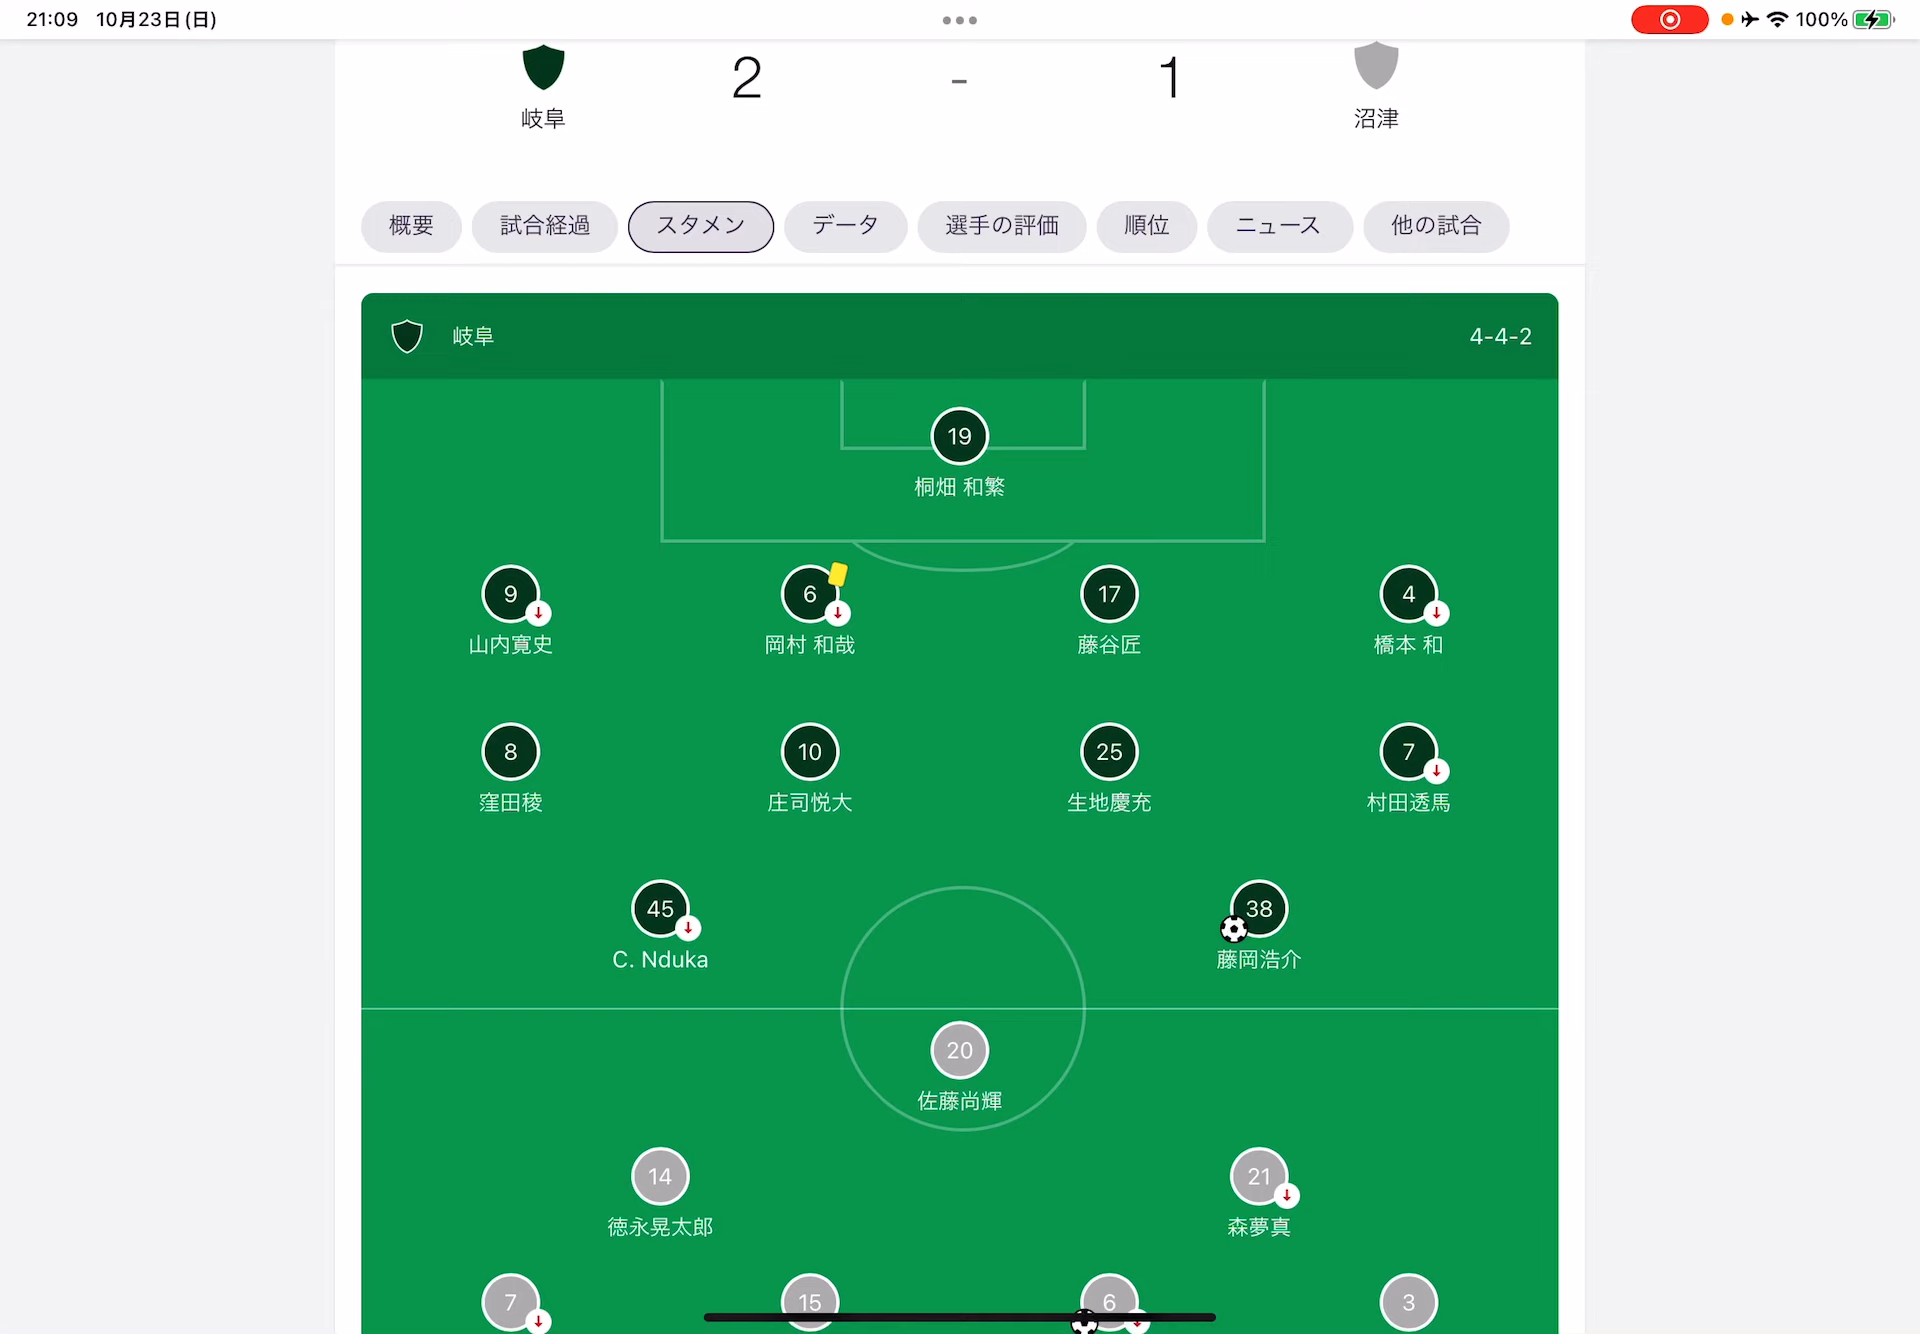 21:09 10月23日(日)
100%
2 - 1
岐阜 沼津
概要 試合経過 スタメン データ 選手の評価 順位 ニュース 他の試合
岐阜 4-4-2
19
桐畑 和繁
9 6 17 4
山内寛史 岡村 和哉 藤谷匠 橋本 和
8 10 25 7
窪田稜 庄司悦大 生地慶充 村田透馬
45 38
C. Nduka 藤岡浩介
20
佐藤尚輝
14 21
徳永晃太郎 森夢真
7 15 6 3